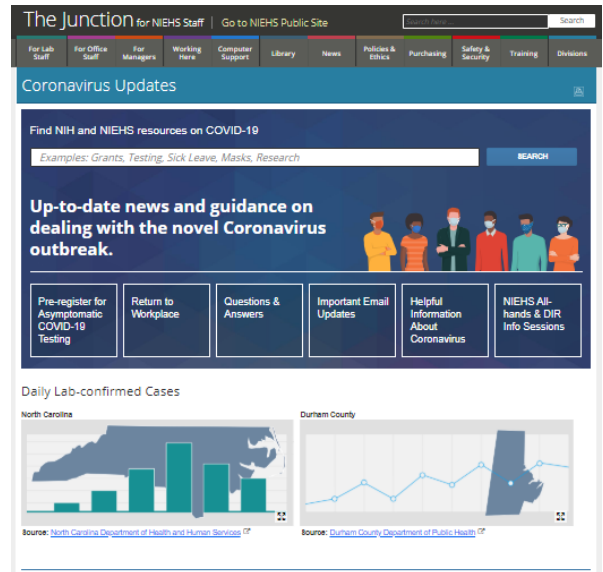 The Junction for NIEHS Staff | Go to NIEHS Public Site
Search here ...
Search
For Lab Staff
For Office Staff
For Managers
Working Here
Computer Support
Library
News
Policies & Ethics
Purchasing
Safety & Security
Training
Divisions
Coronavirus Updates
Find NIH and NIEHS resources on COVID-19
Examples: Grants, Testing, Sick Leave, Masks, Research
SEARCH
Up-to-date news and guidance on
dealing with the novel Coronavirus
outbreak.
Pre-register for
Asymptomatic
COVID-19
Testing
Return to
Workplace
Questions &
Answers
Important Email
Updates
Helpful
Information
About
Coronavirus
NIEHS All-
hands & DIR
Info Sessions
Daily Lab-confirmed Cases
North Carolina
Durham County
Source: North Carolina Department of Health and Human Services
Source: Durham County Department of Public Health